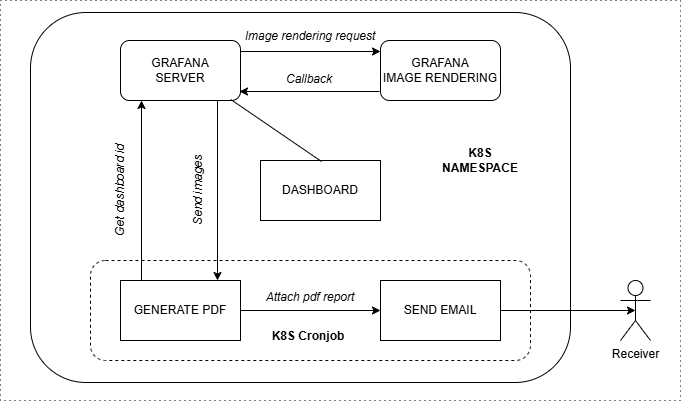 Image rendering request
GRAFANA
SERVER
GRAFANA
IMAGE RENDERING
Callback
K8S
NAMESPACE
DASHBOARD
Get dashboard id
Send images
GENERATE PDF
Attach pdf report
SEND EMAIL
K8S Cronjob
Receiver